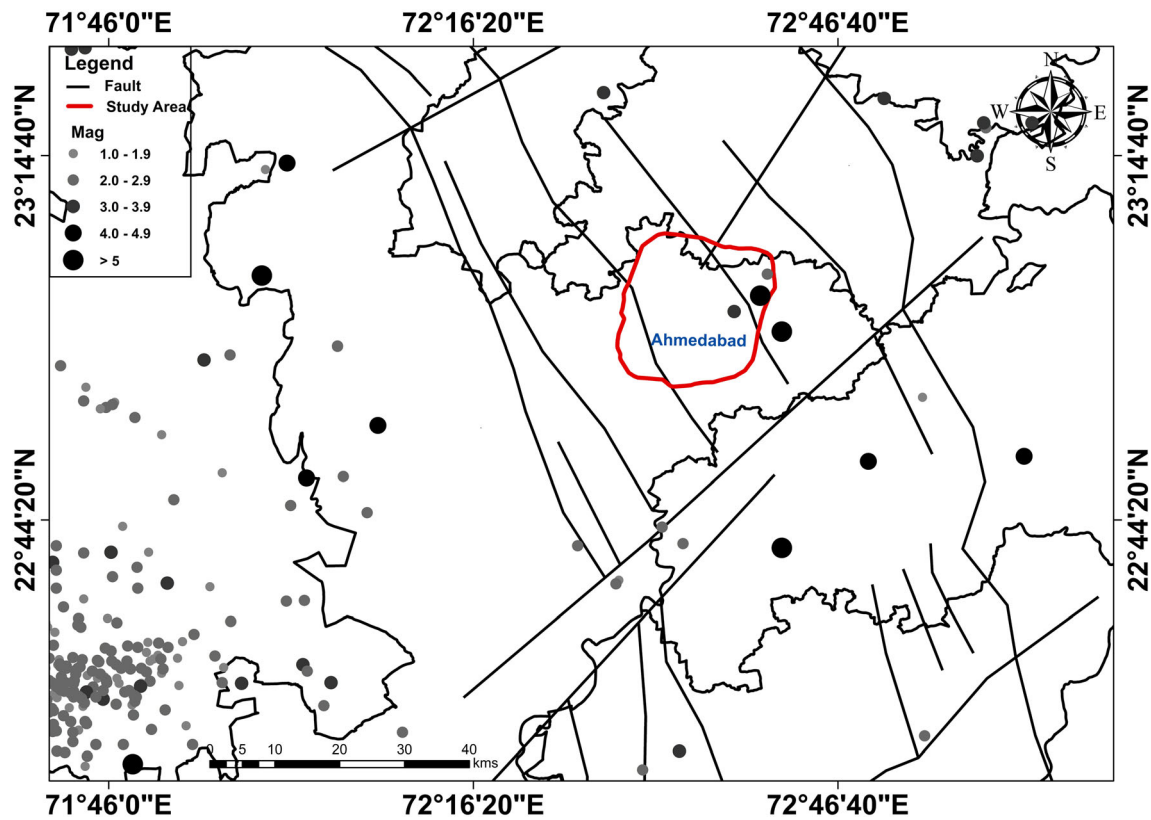 71°46'0"E 72°16'20"E 72°46'40"E
Legend
Fault
Study Area
Mag
1.0 - 1.9
2.0 - 2.9
3.0 - 3.9
4.0 - 4.9
> 5
N
W E
S
23°14'40"N 23°14'40"N
Ahmedabad
22°44'20"N 22°44'20"N
0 5 10 20 30 40
kms
71°46'0"E 72°16'20"E 72°46'40"E